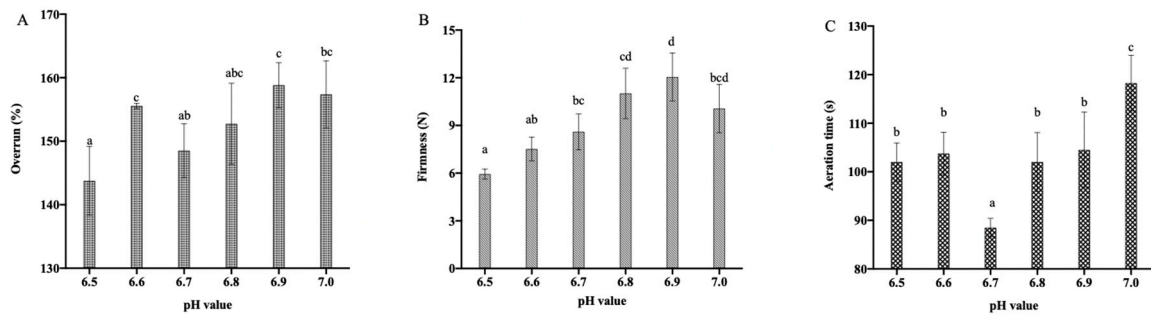 A
Overrun (%)
170
160
150
140
130
a
c
ab
abc
c
bc
6.5 6.6 6.7 6.8 6.9 7.0
pH value
B
Firmness (N)
15
12
9
6
3
0
a
ab
bc
cd
d
bcd
6.5 6.6 6.7 6.8 6.9 7.0
pH value
C
Aeration time (s)
130
120
110
100
90
80
b
b
a
b
b
c
6.5 6.6 6.7 6.8 6.9 7.0
pH value